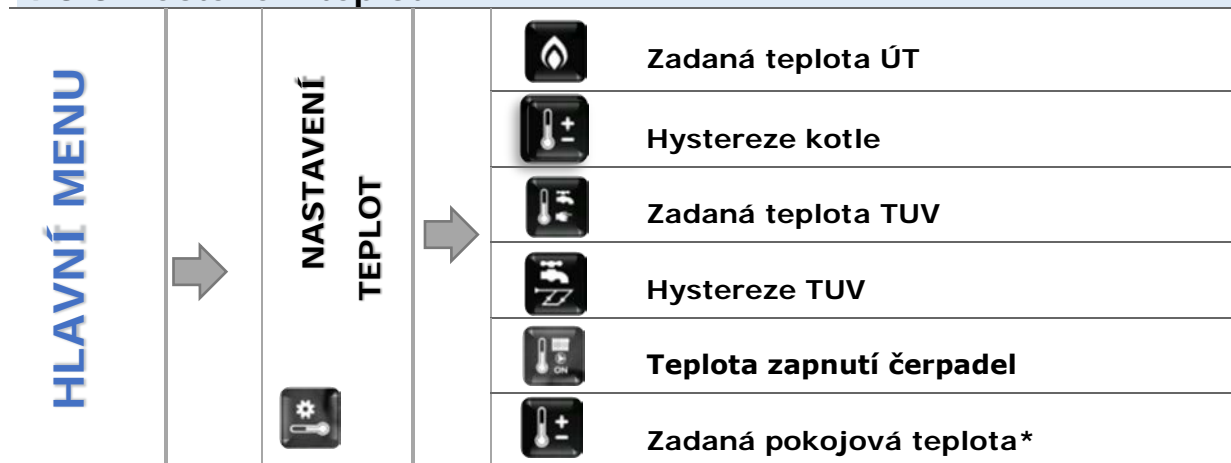 HLAVNÍ MENU
NASTAVENÍ
TEPLOT
Zadaná teplota ÚT
Hystereze kotle
Zadaná teplota TUV
Hystereze TUV
ON
Teplota zapnutí čerpadel
Zadaná pokojová teplota*